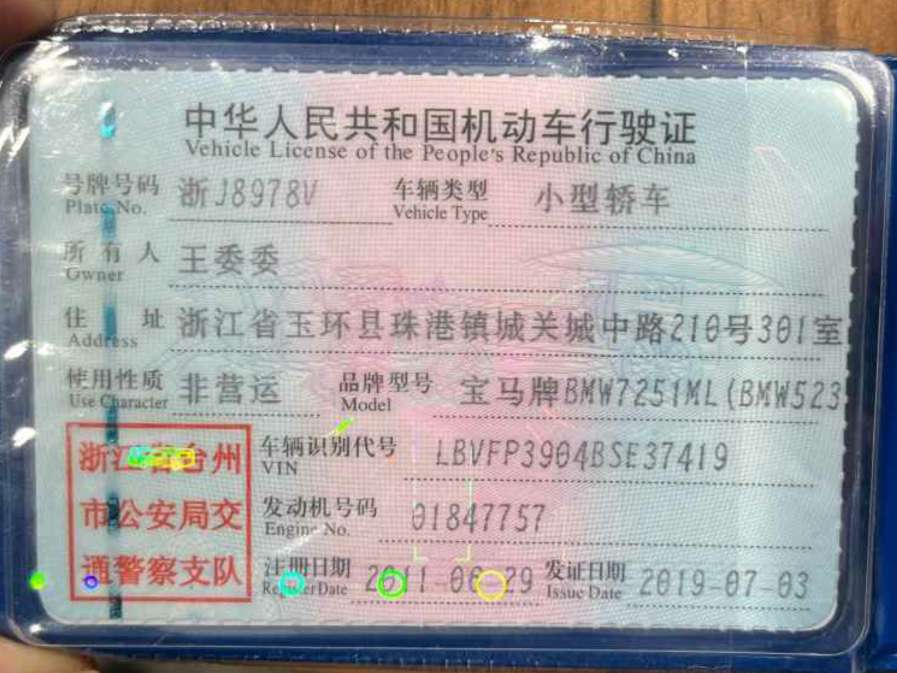 中华人民共和国机动车行驶证
Vehicle License of the People's Republic of China
号牌号码 浙J8978V 车辆类型 小型轿车
Plate No. Vehicle Type
所有人 王委委
Owner
住址 浙江省玉环县珠港镇城关城中路210号301室
Address
使用性质 非营运 品牌型号 宝马牌BMW7251ML(BMW523
Use Character Model
浙江省台州 车辆识别代号 LBVFP3904BSE37419
VIN
市公安局交 发动机号码 01847757
Engine No.
通警察支队 注册日期 2011-06-29 发证日期 2019-07-03
Register Date Issue Date